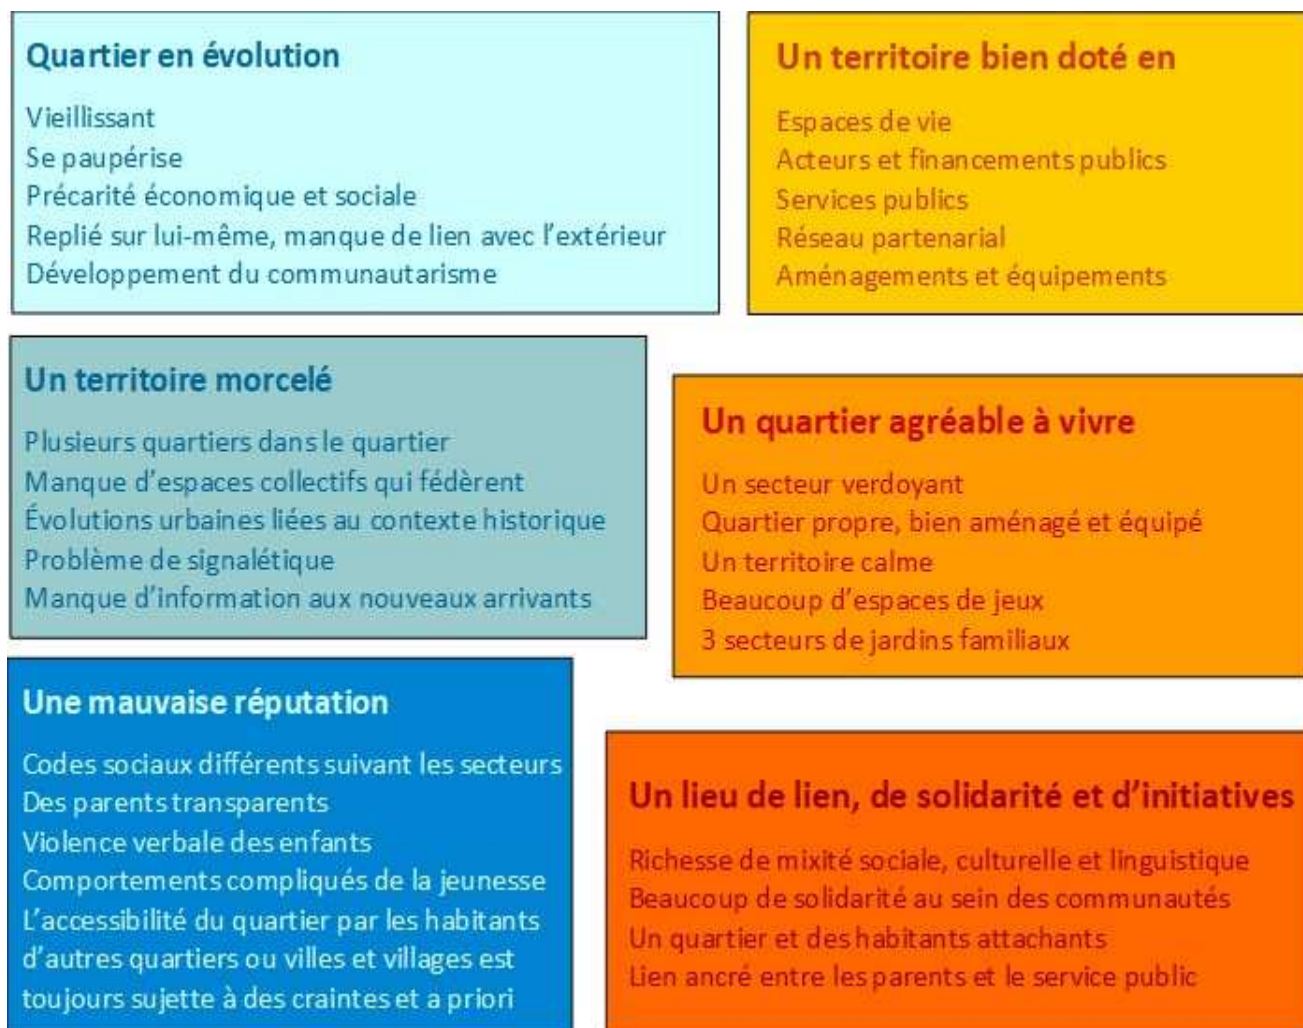 Quartier en évolution
Vieillissant
Se paupérise
Précarité économique et sociale
Replié sur lui-même, manque de lien avec l'extérieur
Développement du communautarisme
Un territoire bien doté en
Espaces de vie
Acteurs et financements publics
Services publics
Réseau partenarial
Aménagements et équipements
Un territoire morcelé
Plusieurs quartiers dans le quartier
Manque d'espaces collectifs qui fédèrent
Évolutions urbaines liées au contexte historique
Problème de signalétique
Manque d'information aux nouveaux arrivants
Un quartier agréable à vivre
Un secteur verdoyant
Quartier propre, bien aménagé et équipé
Un territoire calme
Beaucoup d'espaces de jeux
3 secteurs de jardins familiaux
Une mauvaise réputation
Codes sociaux différents suivant les secteurs
Des parents transparents
Violence verbale des enfants
Comportements compliqués de la jeunesse
L'accessibilité du quartier par les habitants
d'autres quartiers ou villes et villages est
toujours sujette à des craintes et a priori
Un lieu de lien, de solidarité et d'initiatives
Richesse de mixité sociale, culturelle et linguistique
Beaucoup de solidarité au sein des communautés
Un quartier et des habitants attachants
Lien ancré entre les parents et le service public